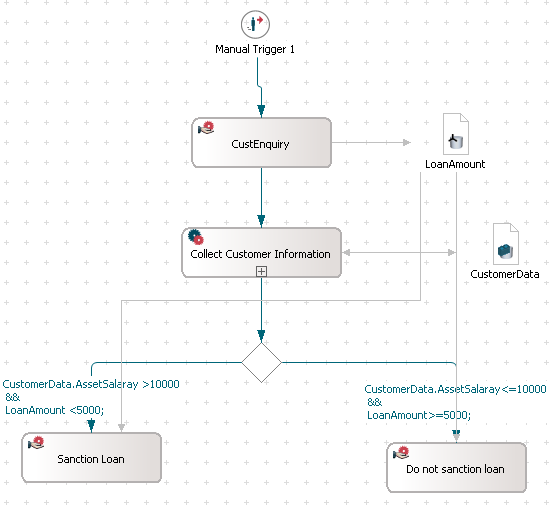 Manual Trigger 1
CustEnquiry
LoanAmount
Collect Customer Information
CustomerData
CustomerData.AssetSalaray >10000
&&
LoanAmount <5000;
CustomerData.AssetSalaray<=10000
&&
LoanAmount>=5000;
Sanction Loan
Do not sanction loan